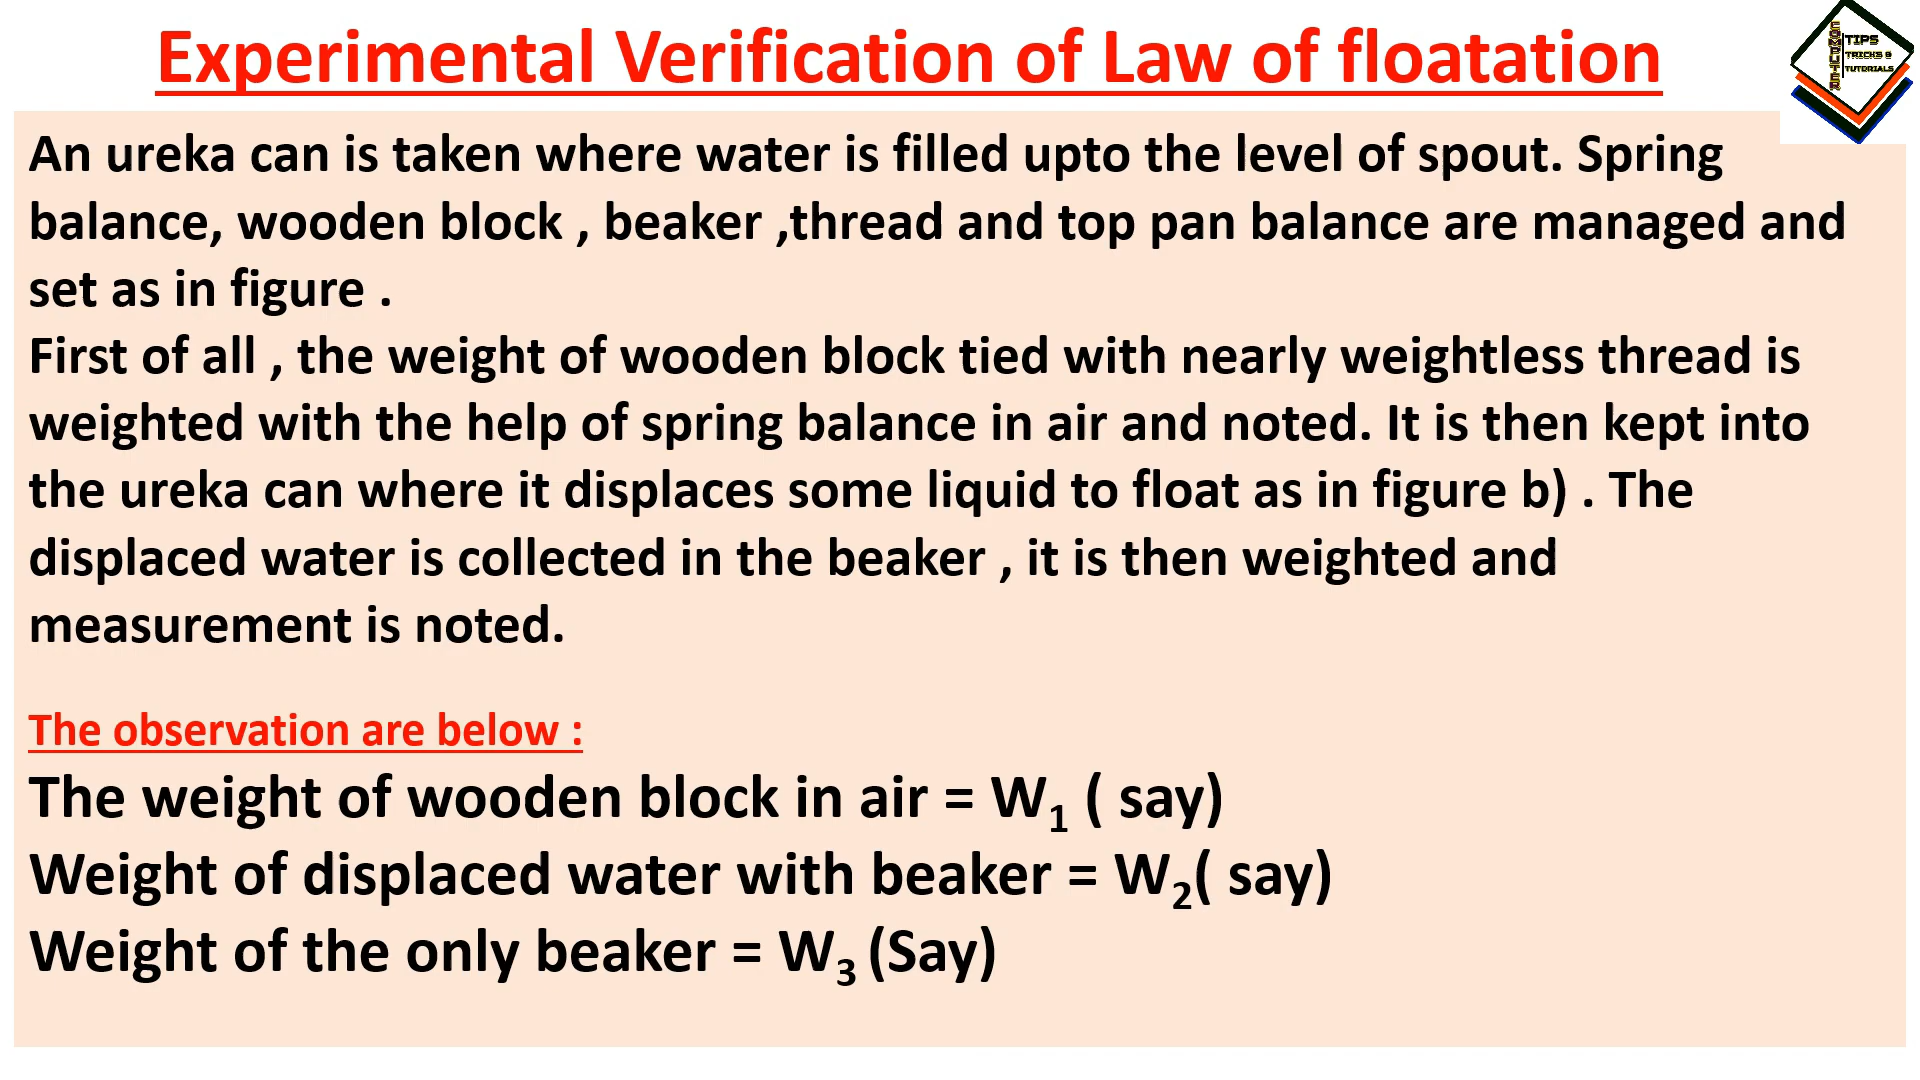 Experimental Verification of Law of floatation
COMPUTER
TIPS
TRICKS &
TUTORIALS
An ureka can is taken where water is filled upto the level of spout. Spring
balance, wooden block , beaker ,thread and top pan balance are managed and
set as in figure .
First of all , the weight of wooden block tied with nearly weightless thread is
weighted with the help of spring balance in air and noted. It is then kept into
the ureka can where it displaces some liquid to float as in figure b) . The
displaced water is collected in the beaker , it is then weighted and
measurement is noted.
The observation are below :
The weight of wooden block in air = W₁ ( say)
Weight of displaced water with beaker = W₂( say)
Weight of the only beaker = W₃ (Say)